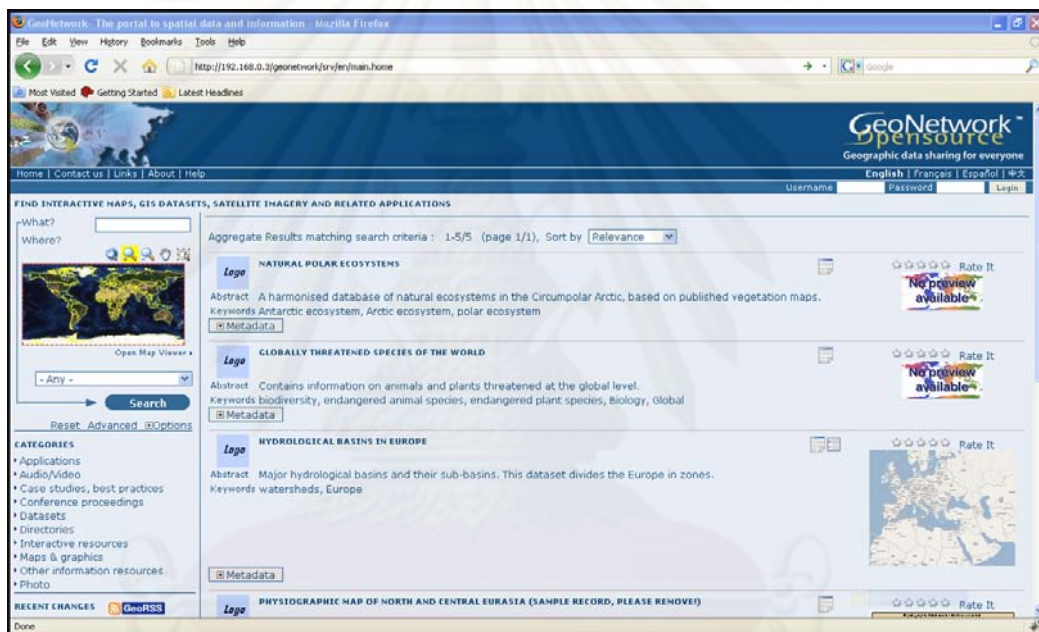 GeoNetwork- The portal to spatial data and information - Mozilla Firefox
File Edit View History Bookmarks Tools Help
http://192.168.0.3/geonetwork/srv/en/main.home
Google
Most Visited Getting Started Latest Headlines
GeoNetwork
opensource
Geographic data sharing for everyone
Home | Contact us | Links | About | Help
English | Français | Español | 中文
Username Password Login
FIND INTERACTIVE MAPS, GIS DATASETS, SATELLITE IMAGERY AND RELATED APPLICATIONS
What?
Where?
Open Map Viewer
- Any -
Search
Reset Advanced Options
CATEGORIES
Applications
Audio/Video
Case studies, best practices
Conference proceedings
Datasets
Directories
Interactive resources
Maps & graphics
Other information resources
Photo
RECENT CHANGES GeoRSS
Aggregate Results matching search criteria : 1-5/5 (page 1/1), Sort by Relevance
Logo NATURAL POLAR ECOSYSTEMS
Rate It
No preview available
Abstract A harmonised database of natural ecosystems in the Circumpolar Arctic, based on published vegetation maps.
Keywords Antarctic ecosystem, Arctic ecosystem, polar ecosystem
Metadata
Logo GLOBALLY THREATENED SPECIES OF THE WORLD
Rate It
No preview available
Abstract Contains information on animals and plants threatened at the global level.
Keywords biodiversity, endangered animal species, endangered plant species, Biology, Global
Metadata
Logo HYDROLOGICAL BASINS IN EUROPE
Rate It
Abstract Major hydrological basins and their sub-basins. This dataset divides the Europe in zones.
Keywords watersheds, Europe
Metadata
Logo PHYSIOGRAPHIC MAP OF NORTH AND CENTRAL EURASIA (SAMPLE RECORD, PLEASE REMOVE!)
Rate It
Done